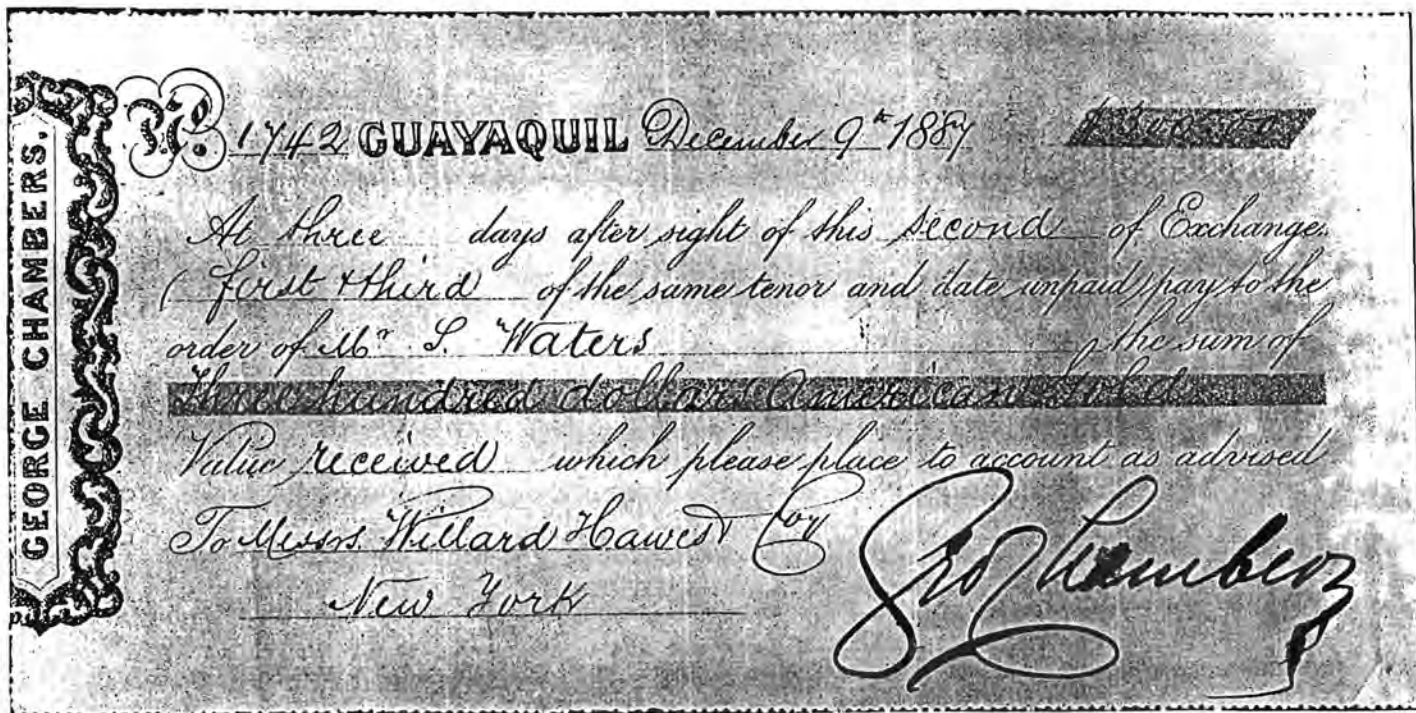 GEORGE CHAMBERS.
No. 1742 GUAYAQUIL December 9th 1887 $300.00
At three days after sight of this second of Exchange
(first & third of the same tenor and date unpaid) pay to the
order of Mr S. Waters the sum of
Three hundred dollars American Gold
Value received which please place to account as advised
To Messrs Willard Hawes & Coy
New York
Geo Chambers